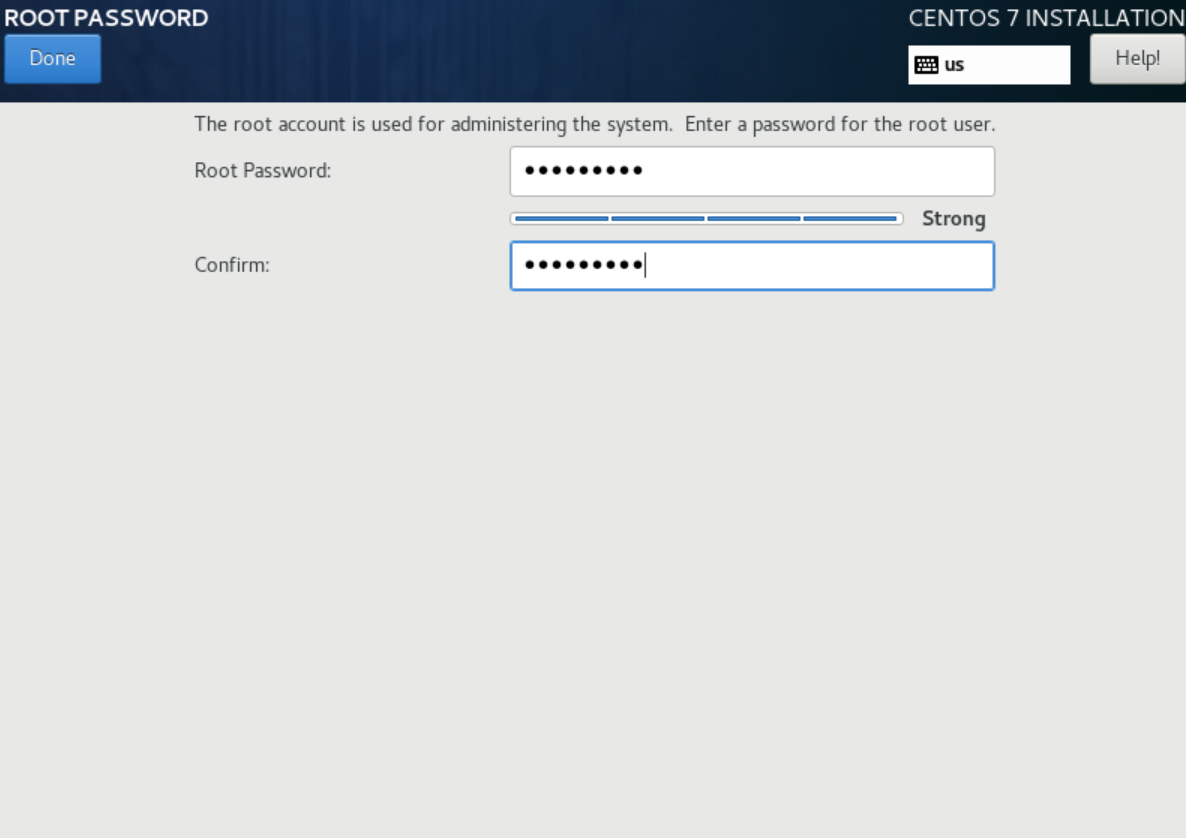 ROOT PASSWORD
CENTOS 7 INSTALLATION
Done
us
Help!
The root account is used for administering the system.  Enter a password for the root user.
Root Password:
•••••••••
Strong
Confirm:
•••••••••